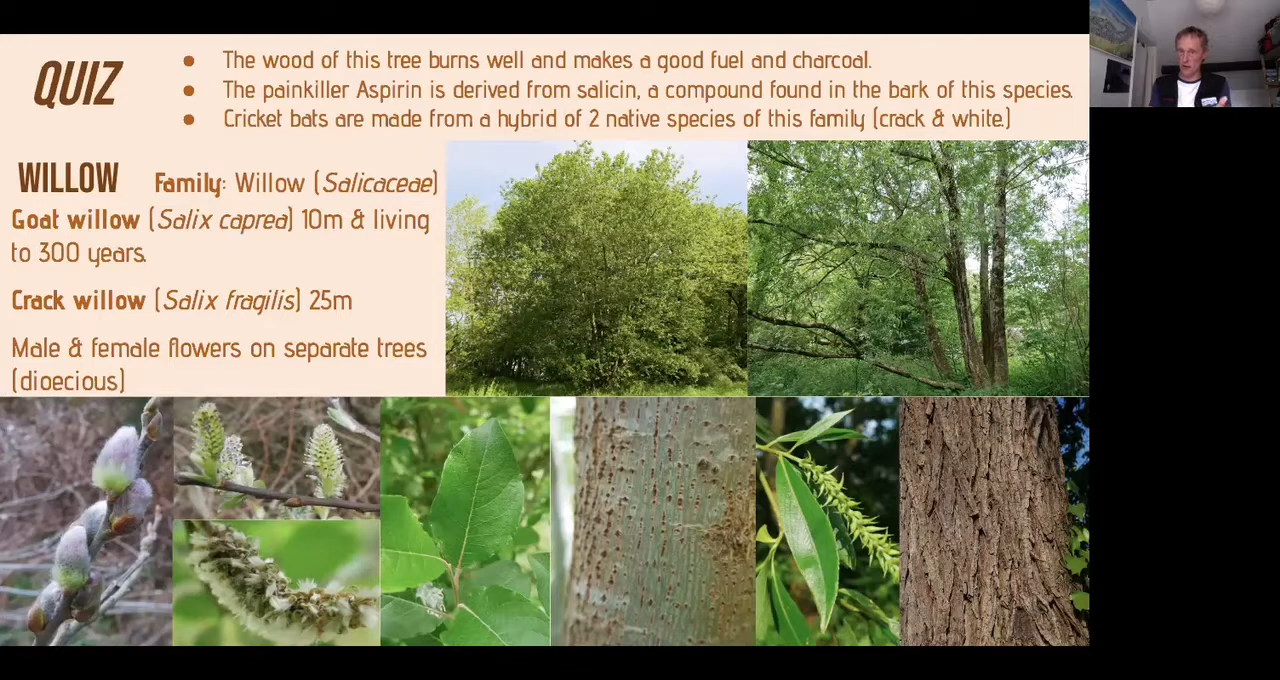 QUIZ
● The wood of this tree burns well and makes a good fuel and charcoal.
● The painkiller Aspirin is derived from salicin, a compound found in the bark of this species.
● Cricket bats are made from a hybrid of 2 native species of this family (crack & white.)
WILLOW Family: Willow (Salicaceae)
Goat willow (Salix caprea) 10m & living
to 300 years.
Crack willow (Salix fragilis) 25m
Male & female flowers on separate trees
(dioecious)